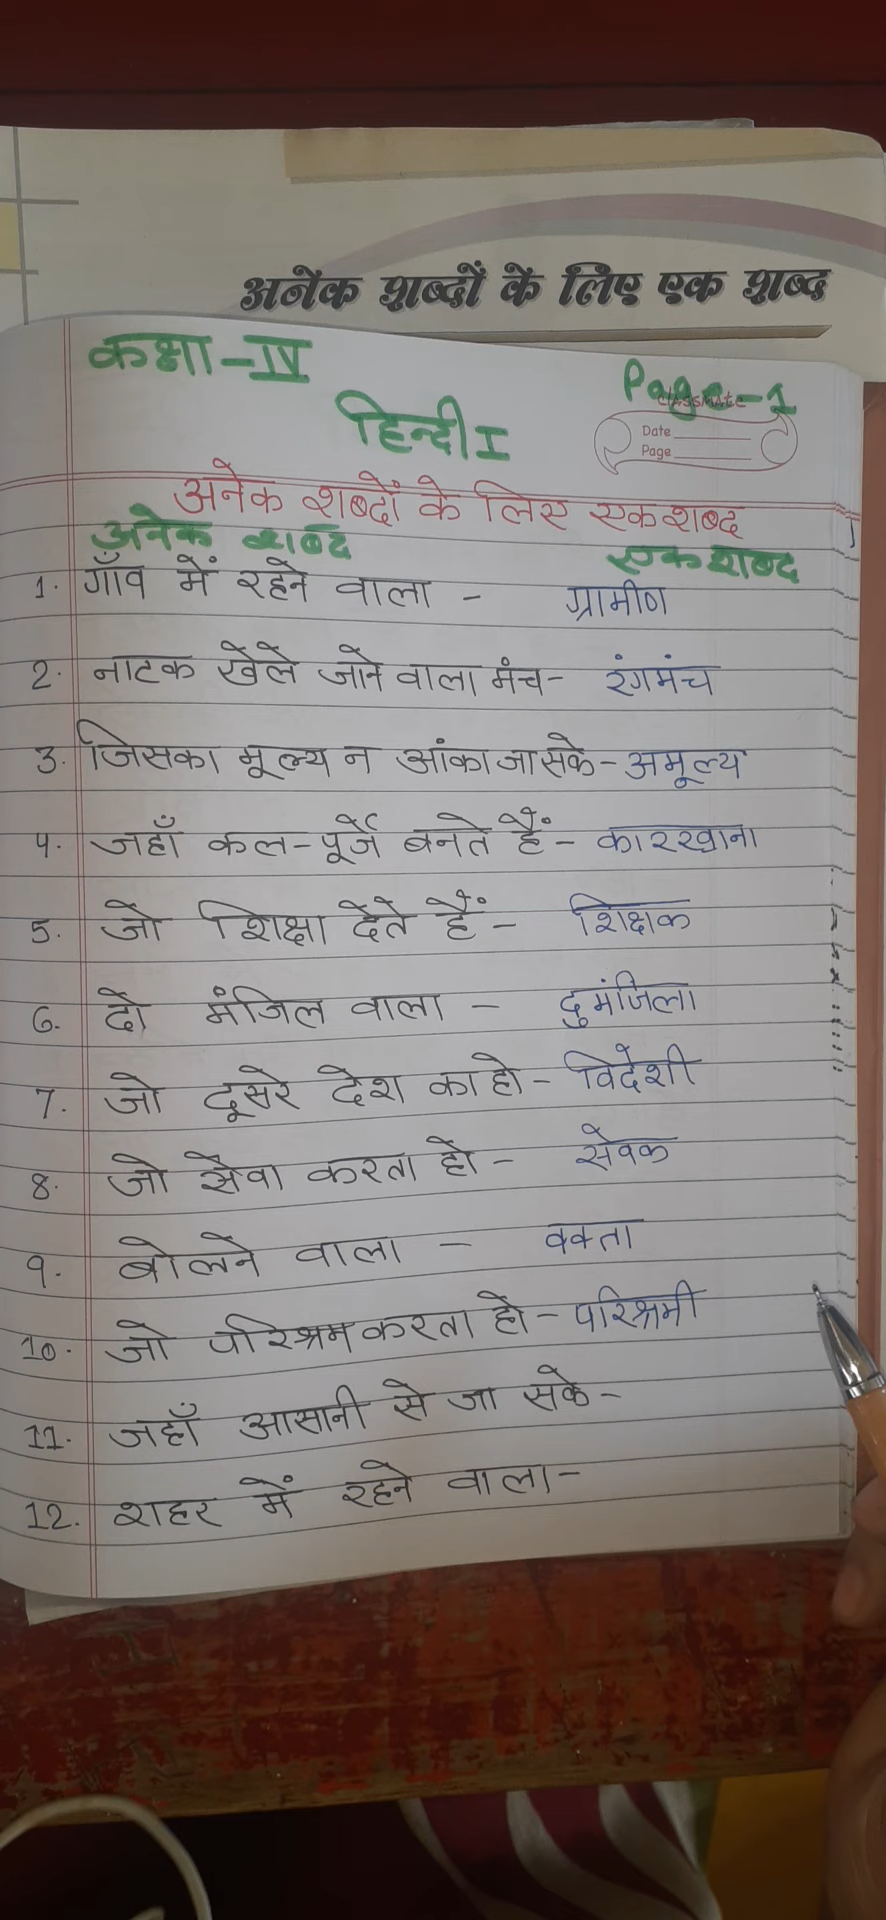 अनेक शब्दों के लिए एक शब्द
कक्षा-IV
Page-1
classmate
हिन्दी I
Date
Page
अनेक शब्दों के लिए एक शब्द
अनेक शब्द
एक शब्द
1. गाँव में रहने वाला - ग्रामीण
2. नाटक खेले जाने वाला मंच- रंगमंच
3. जिसका मूल्य न आंका जा सके- अमूल्य
4. जहाँ कल-पूर्जे बनते हैं- कारखाना
5. जो शिक्षा देते हैं- शिक्षक
6. दो मंजिल वाला - दुमंजिला
7. जो दूसरे देश का हो- विदेशी
8. जो सेवा करता हो- सेवक
9. बोलने वाला - वक्ता
10. जो परिश्रम करता हो- परिश्रमी
11. जहाँ आसानी से जा सके-
12. शहर में रहने वाला-